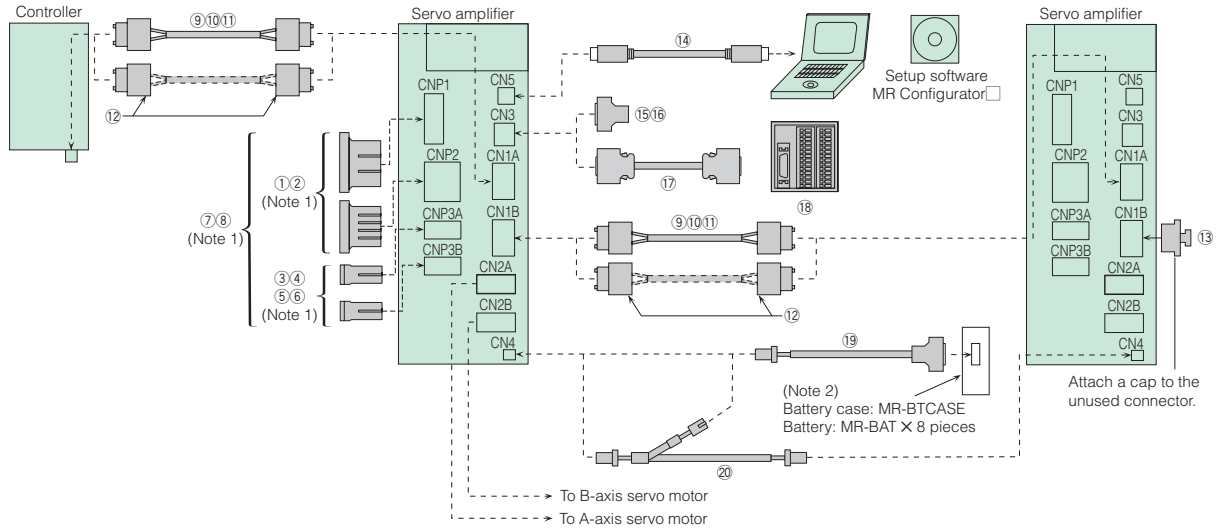 Controller
⑨⑩⑪
⑫
Servo amplifier
CNP1
CNP2
CNP3A
CNP3B
CN5
CN3
CN1A
CN1B
CN2A
CN2B
CN4
①②
(Note 1)
⑦⑧
(Note 1)
③④
⑤⑥
(Note 1)
⑭
Setup software
MR Configurator□
⑮⑯
⑰
⑱
⑨⑩⑪
⑫
⑲
(Note 2)
Battery case: MR-BTCASE
Battery: MR-BAT × 8 pieces
⑳
To B-axis servo motor
To A-axis servo motor
Servo amplifier
CNP1
CNP2
CNP3A
CNP3B
CN5
CN3
CN1A
CN1B
CN2A
CN2B
CN4
⑬
Attach a cap to the
unused connector.